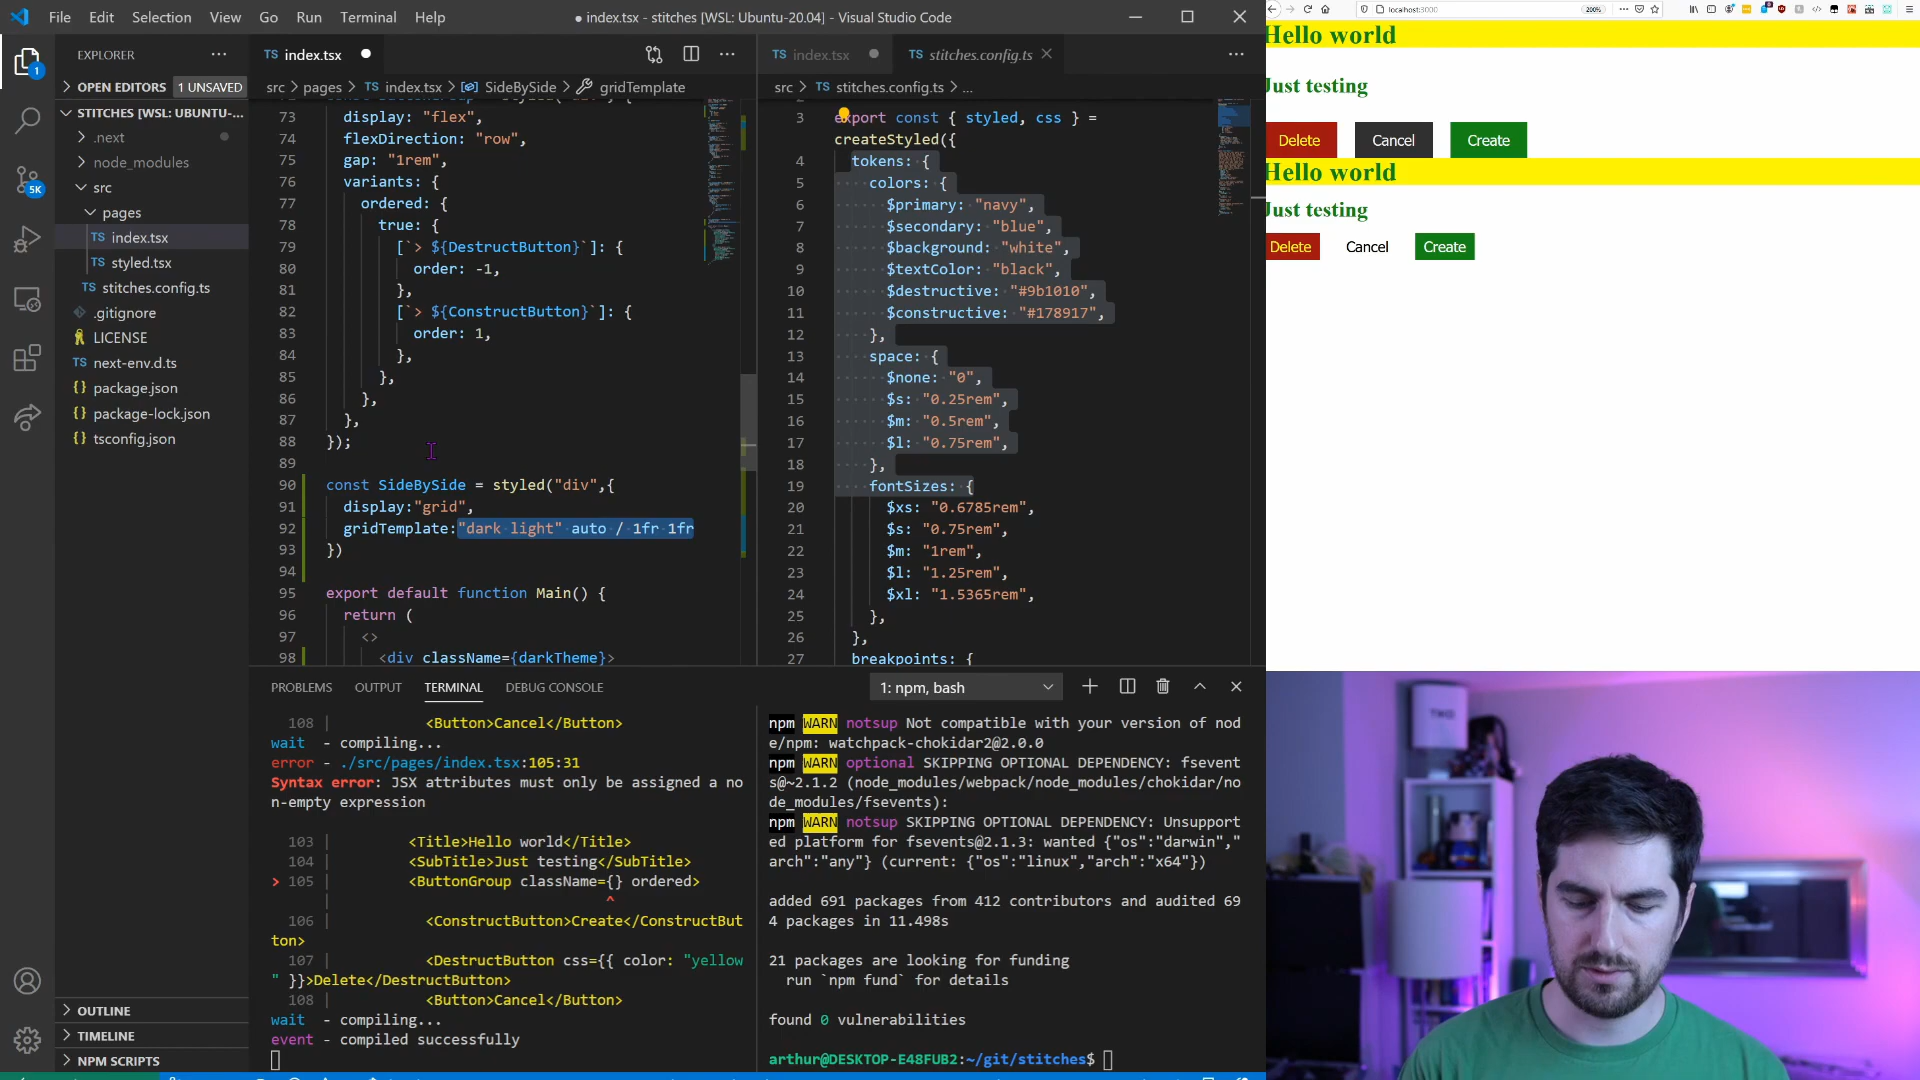 File Edit Selection View Go Run Terminal Help
● index.tsx - stitches [WSL: Ubuntu-20.04] - Visual Studio Code
localhost:3000
200%
EXPLORER
OPEN EDITORS 1 UNSAVED
STITCHES [WSL: UBUNTU-...
.next
node_modules
src
pages
TS index.tsx
TS styled.tsx
TS stitches.config.ts
.gitignore
LICENSE
TS next-env.d.ts
{} package.json
{} package-lock.json
tsconfig.json
OUTLINE
TIMELINE
NPM SCRIPTS
1
5K
TS index.tsx ●
src > pages > TS index.tsx > SideBySide > gridTemplate
73 display: "flex",
74 flexDirection: "row",
75 gap: "1rem",
76 variants: {
77 ordered: {
78 true: {
79 [`> ${DestructButton}`]: {
80 order: -1,
81 },
82 [`> ${ConstructButton}`]: {
83 order: 1,
84 },
85 },
86 },
87 },
88 });
89
90 const SideBySide = styled("div",{
91 display:"grid",
92 gridTemplate:"dark light" auto / 1fr 1fr
93 })
94
95 export default function Main() {
96 return (
97 <>
98 <div className={darkTheme}>
TS index.tsx ● TS stitches.config.ts
src > TS stitches.config.ts > ...
3 export const { styled, css } =
createStyled({
4 tokens: {
5 colors: {
6 $primary: "navy",
7 $secondary: "blue",
8 $background: "white",
9 $textColor: "black",
10 $destructive: "#9b1010",
11 $constructive: "#178917",
12 },
13 space: {
14 $none: "0",
15 $s: "0.25rem",
16 $m: "0.5rem",
17 $l: "0.75rem",
18 },
19 fontSizes: {
20 $xs: "0.6785rem",
21 $s: "0.75rem",
22 $m: "1rem",
23 $l: "1.25rem",
24 $xl: "1.5365rem",
25 },
26 },
27 breakpoints: {
PROBLEMS OUTPUT TERMINAL DEBUG CONSOLE
1: npm, bash
108 | <Button>Cancel</Button>
wait - compiling...
error - ./src/pages/index.tsx:105:31
Syntax error: JSX attributes must only be assigned a no
n-empty expression
103 | <Title>Hello world</Title>
104 | <SubTitle>Just testing</SubTitle>
> 105 | <ButtonGroup className={} ordered>
| ^
106 | <ConstructButton>Create</ConstructBut
ton>
107 | <DestructButton css={{ color: "yellow
" }}>Delete</DestructButton>
108 | <Button>Cancel</Button>
wait - compiling...
event - compiled successfully
npm WARN notsup Not compatible with your version of nod
e/npm: watchpack-chokidar2@2.0.0
npm WARN optional SKIPPING OPTIONAL DEPENDENCY: fsevent
s@~2.1.2 (node_modules/webpack/node_modules/chokidar/no
de_modules/fsevents):
npm WARN notsup SKIPPING OPTIONAL DEPENDENCY: Unsupport
ed platform for fsevents@2.1.3: wanted {"os":"darwin","
arch":"any"} (current: {"os":"linux","arch":"x64"})
added 691 packages from 412 contributors and audited 69
4 packages in 11.498s
21 packages are looking for funding
run `npm fund` for details
found 0 vulnerabilities
arthur@DESKTOP-E48FUB2:~/git/stitches$
Hello world
Just testing
Delete Cancel Create
Hello world
Just testing
Delete Cancel Create